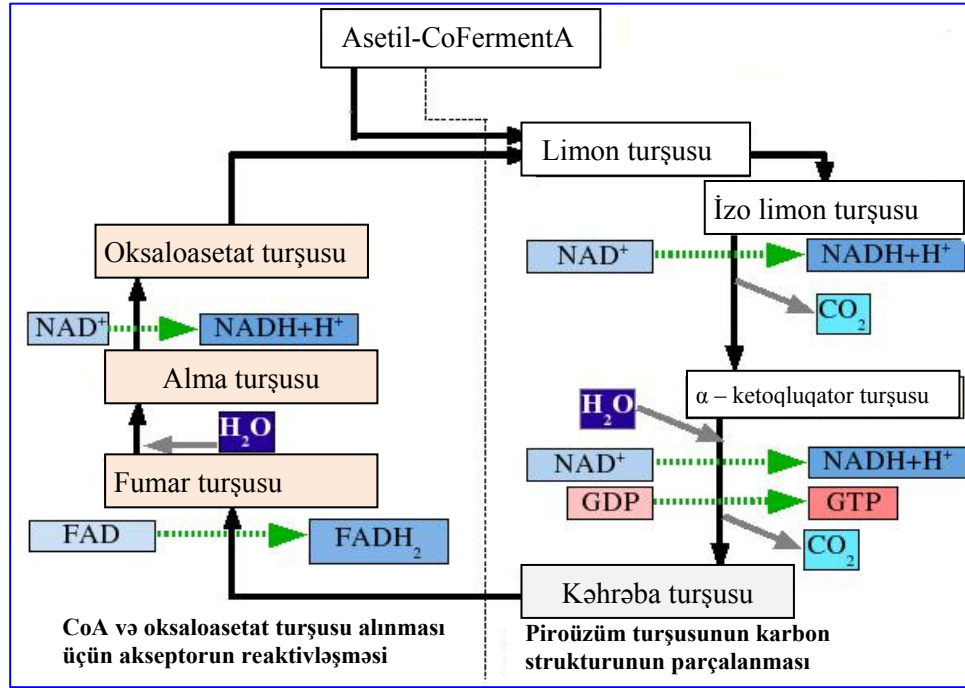 Asetil-CoFermentA
Limon turşusu
İzo limon turşusu
Oksaloasetat turşusu
NAD⁺
NADH+H⁺
CO₂
NAD⁺
NADH+H⁺
Alma turşusu
α – ketoqluqator turşusu
H₂O
H₂O
NAD⁺
NADH+H⁺
Fumar turşusu
GDP
GTP
FAD
FADH₂
CO₂
Kəhrəba turşusu
CoA və oksaloasetat turşusu alınması
üçün akseptorun reaktivləşməsi
Piroüzüm turşusunun karbon
strukturunun parçalanması